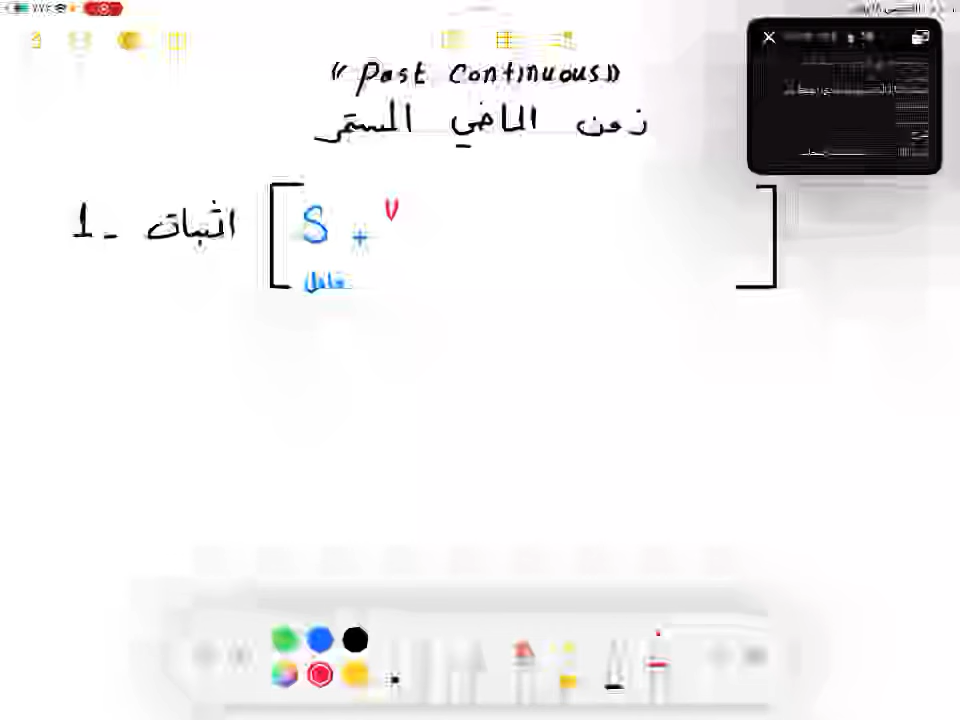 « Past Continuous »
زمن الماضي المستمر
1 - اثبات [ S + V ]
فاعل